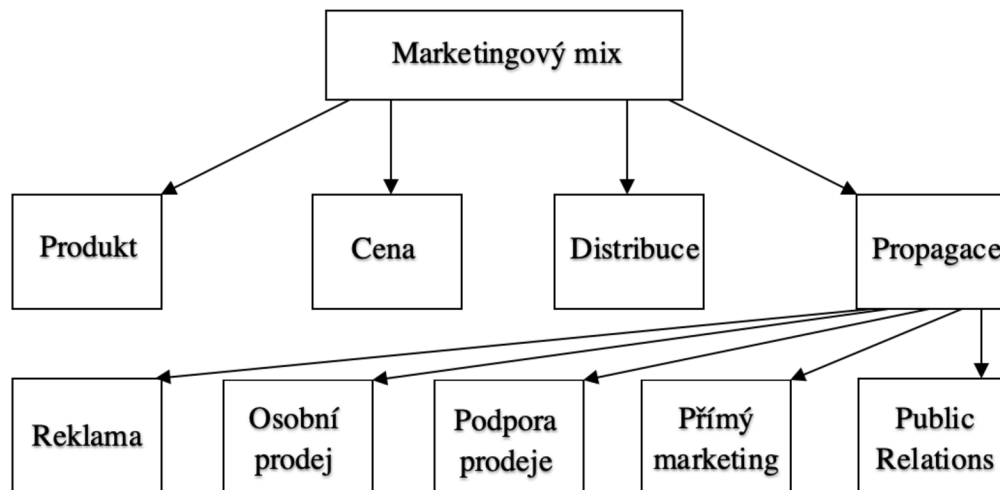 Marketingový mix
Produkt
Cena
Distribuce
Propagace
Reklama
Osobní
prodej
Podpora
prodeje
Přímý
marketing
Public
Relations